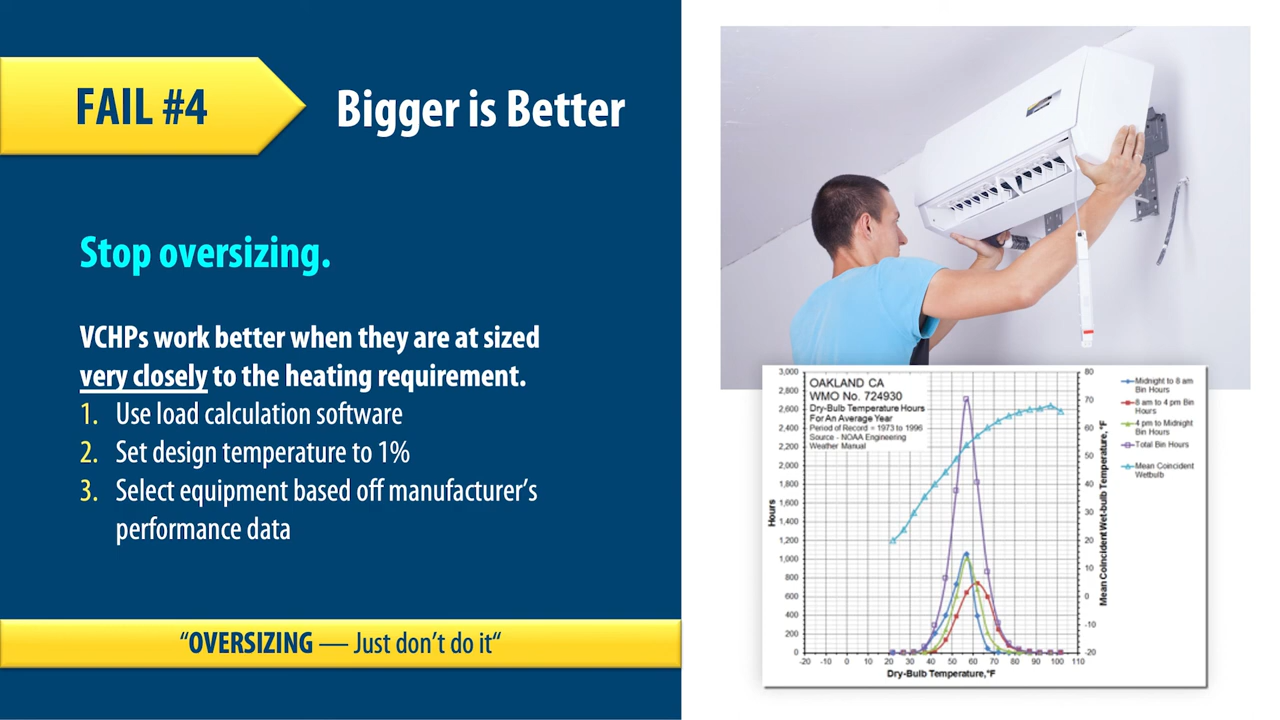 FAIL #4
Bigger is Better
Stop oversizing.
VCHPs work better when they are at sized
very closely to the heating requirement.
1. Use load calculation software
2. Set design temperature to 1%
3. Select equipment based off manufacturer's
performance data
“OVERSIZING — Just don't do it“
OAKLAND CA
WMO No. 724930
Dry-Bulb Temperature Hours
For An Average Year
Period of Record = 1973 to 1996
Source - NOAA Engineering
Weather Manual
Midnight to 8 am
Bin Hours
8 am to 4 pm Bin
Hours
4 pm to Midnight
Bin Hours
Total Bin Hours
Mean Coincident
Wetbulb
Hours
3,000
2,800
2,600
2,400
2,200
2,000
1,800
1,600
1,400
1,200
1,000
800
600
400
200
0
80
70
60
50
40
30
20
10
0
-10
-20
Mean Coincident Wet-bulb Temperature, °F
-20 -10 0 10 20 30 40 50 60 70 80 90 100 110
Dry-Bulb Temperature,°F